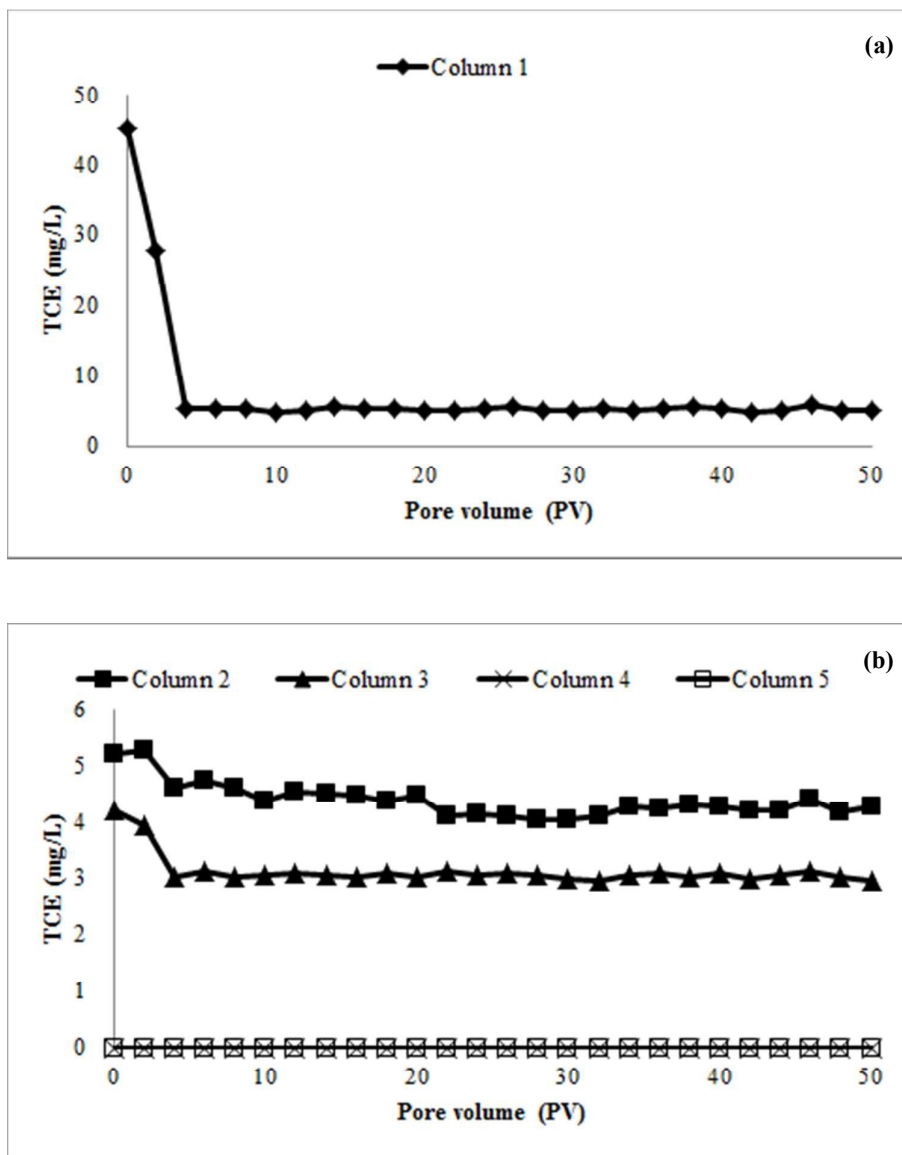 (a)
Column 1
50
40
30
20
10
0
TCE (mg/L)
0 10 20 30 40 50
Pore volume (PV)
(b)
Column 2 Column 3 Column 4 Column 5
6
5
4
3
2
1
0
TCE (mg/L)
0 10 20 30 40 50
Pore volume (PV)